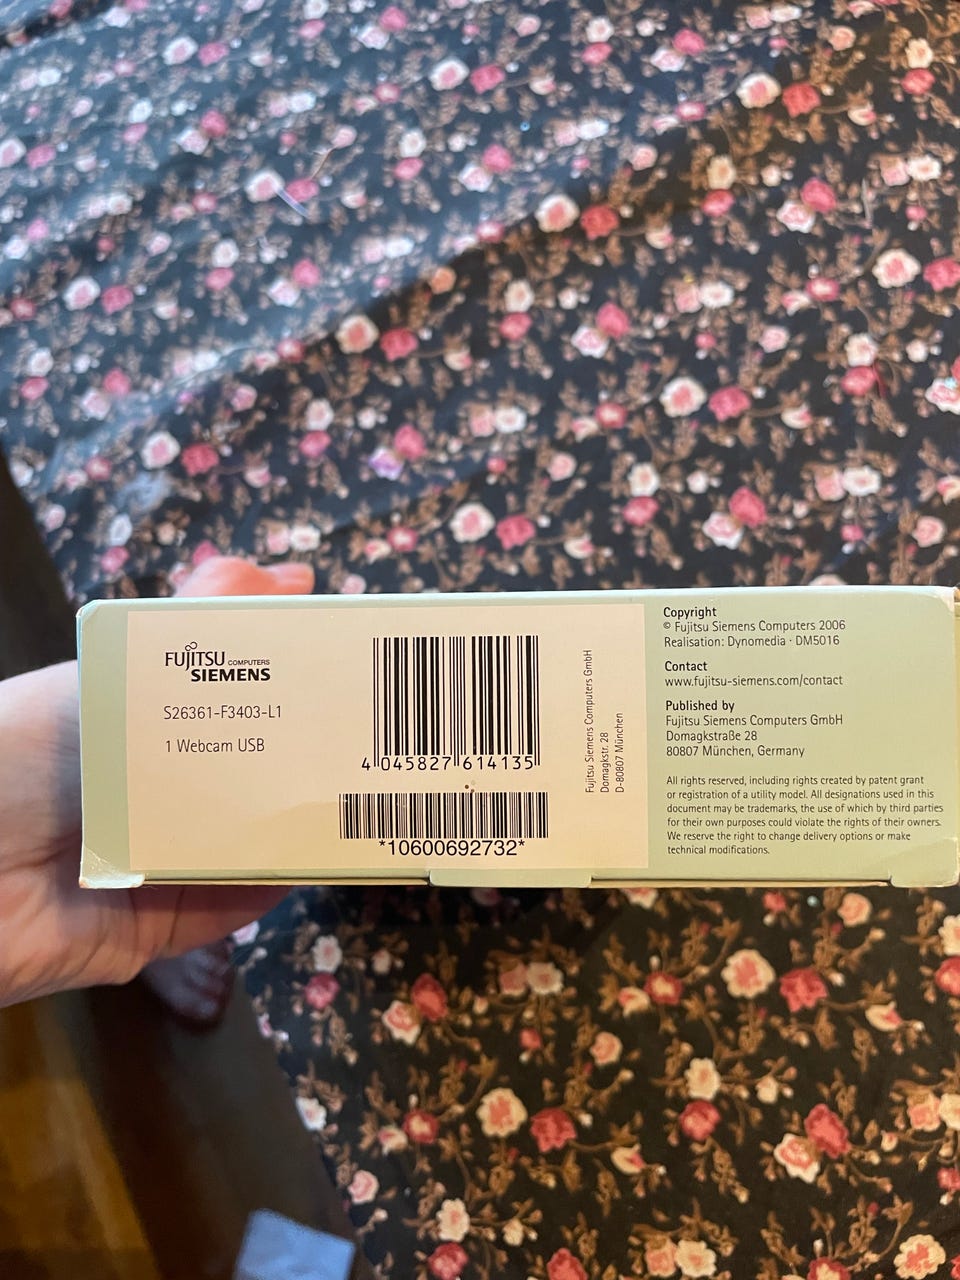 FUJITSU COMPUTERS
SIEMENS
S26361-F3403-L1
1 Webcam USB
4 045827 614135
*10600692732*
Fujitsu Siemens Computers GmbH
Domagkstr. 28
D-80807 München
Copyright
© Fujitsu Siemens Computers 2006
Realisation: Dynomedia · DM5016
Contact
www.fujitsu-siemens.com/contact
Published by
Fujitsu Siemens Computers GmbH
Domagkstraße 28
80807 München, Germany
All rights reserved, including rights created by patent grant
or registration of a utility model. All designations used in this
document may be trademarks, the use of which by third parties
for their own purposes could violate the rights of their owners.
We reserve the right to change delivery options or make
technical modifications.